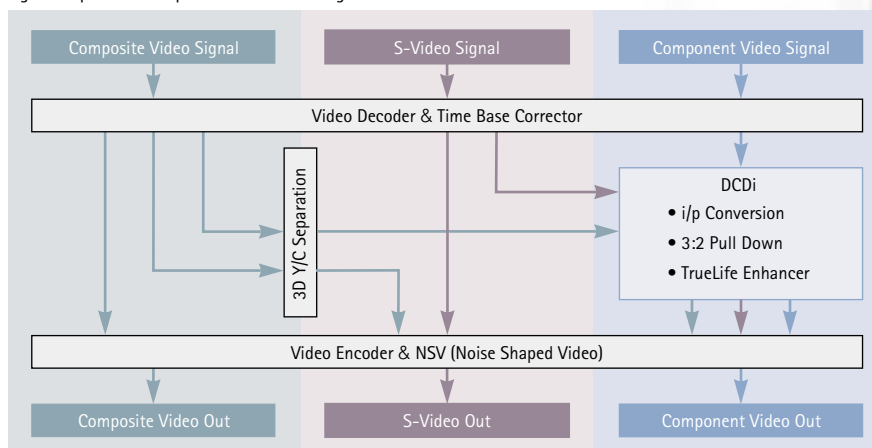 Composite Video Signal
S-Video Signal
Component Video Signal
Video Decoder & Time Base Corrector
3D Y/C Separation
DCDi
• i/p Conversion
• 3:2 Pull Down
• TrueLife Enhancer
Video Encoder & NSV (Noise Shaped Video)
Composite Video Out
S-Video Out
Component Video Out